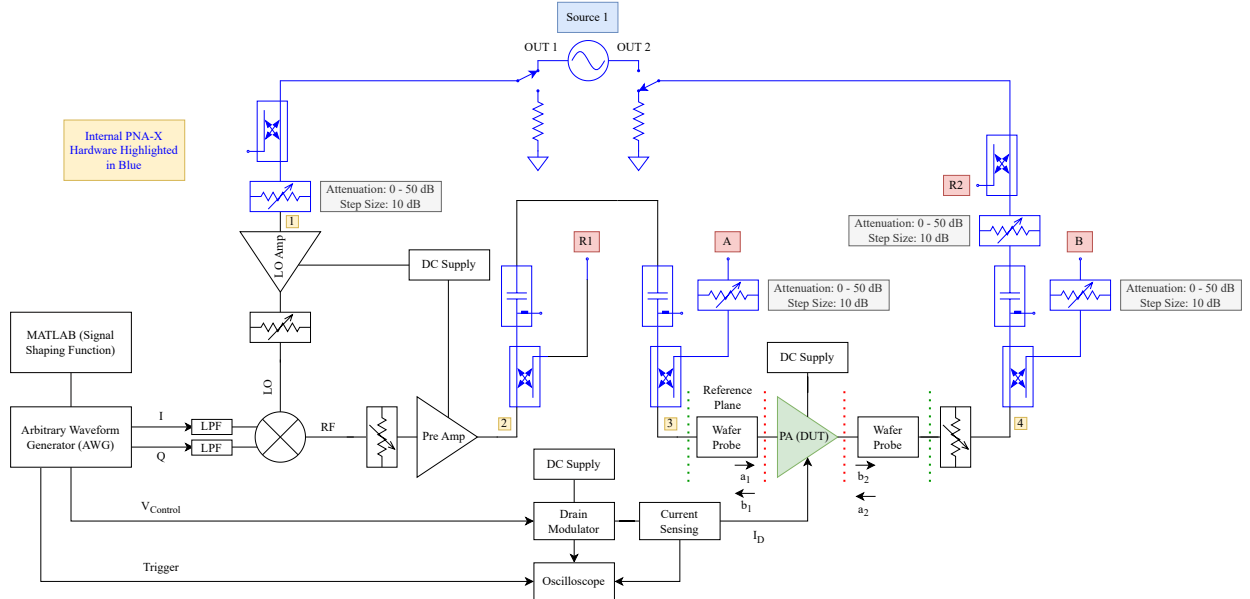 Source 1
OUT 1
OUT 2
Internal PNA-X
Hardware Highlighted
in Blue
R2
Attenuation: 0 - 50 dB
Step Size: 10 dB
1
Attenuation: 0 - 50 dB
Step Size: 10 dB
LO Amp
DC Supply
R1
A
B
Attenuation: 0 - 50 dB
Step Size: 10 dB
Attenuation: 0 - 50 dB
Step Size: 10 dB
MATLAB (Signal
Shaping Function)
LO
DC Supply
Reference
Plane
Arbitrary Waveform
Generator (AWG)
I
LPF
Q
LPF
RF
Pre Amp
2
3
Wafer
Probe
PA (DUT)
Wafer
Probe
4
a1
b1
b2
a2
DC Supply
VControl
Drain
Modulator
Current
Sensing
ID
Trigger
Oscilloscope